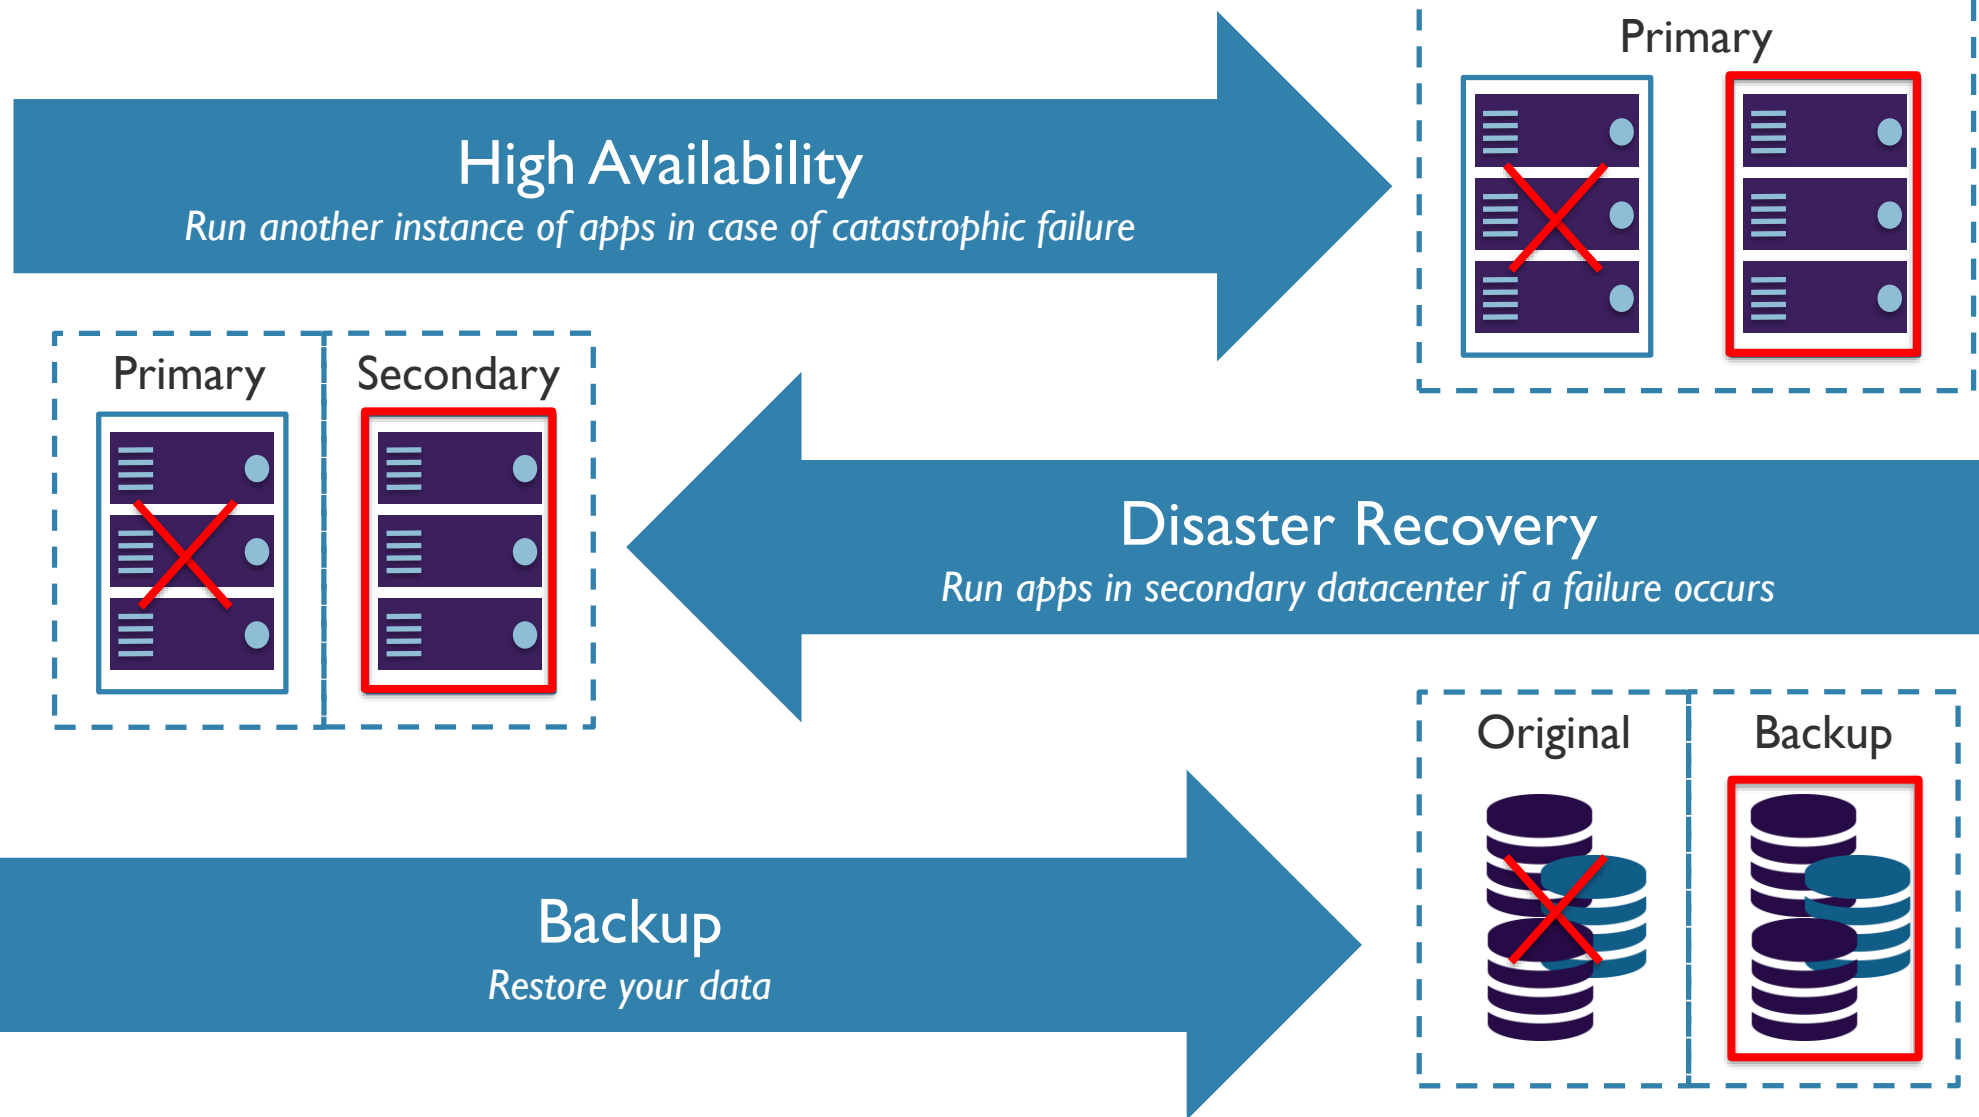 High Availability
Run another instance of apps in case of catastrophic failure
Primary
Primary
Secondary
Disaster Recovery
Run apps in secondary datacenter if a failure occurs
Backup
Restore your data
Original
Backup